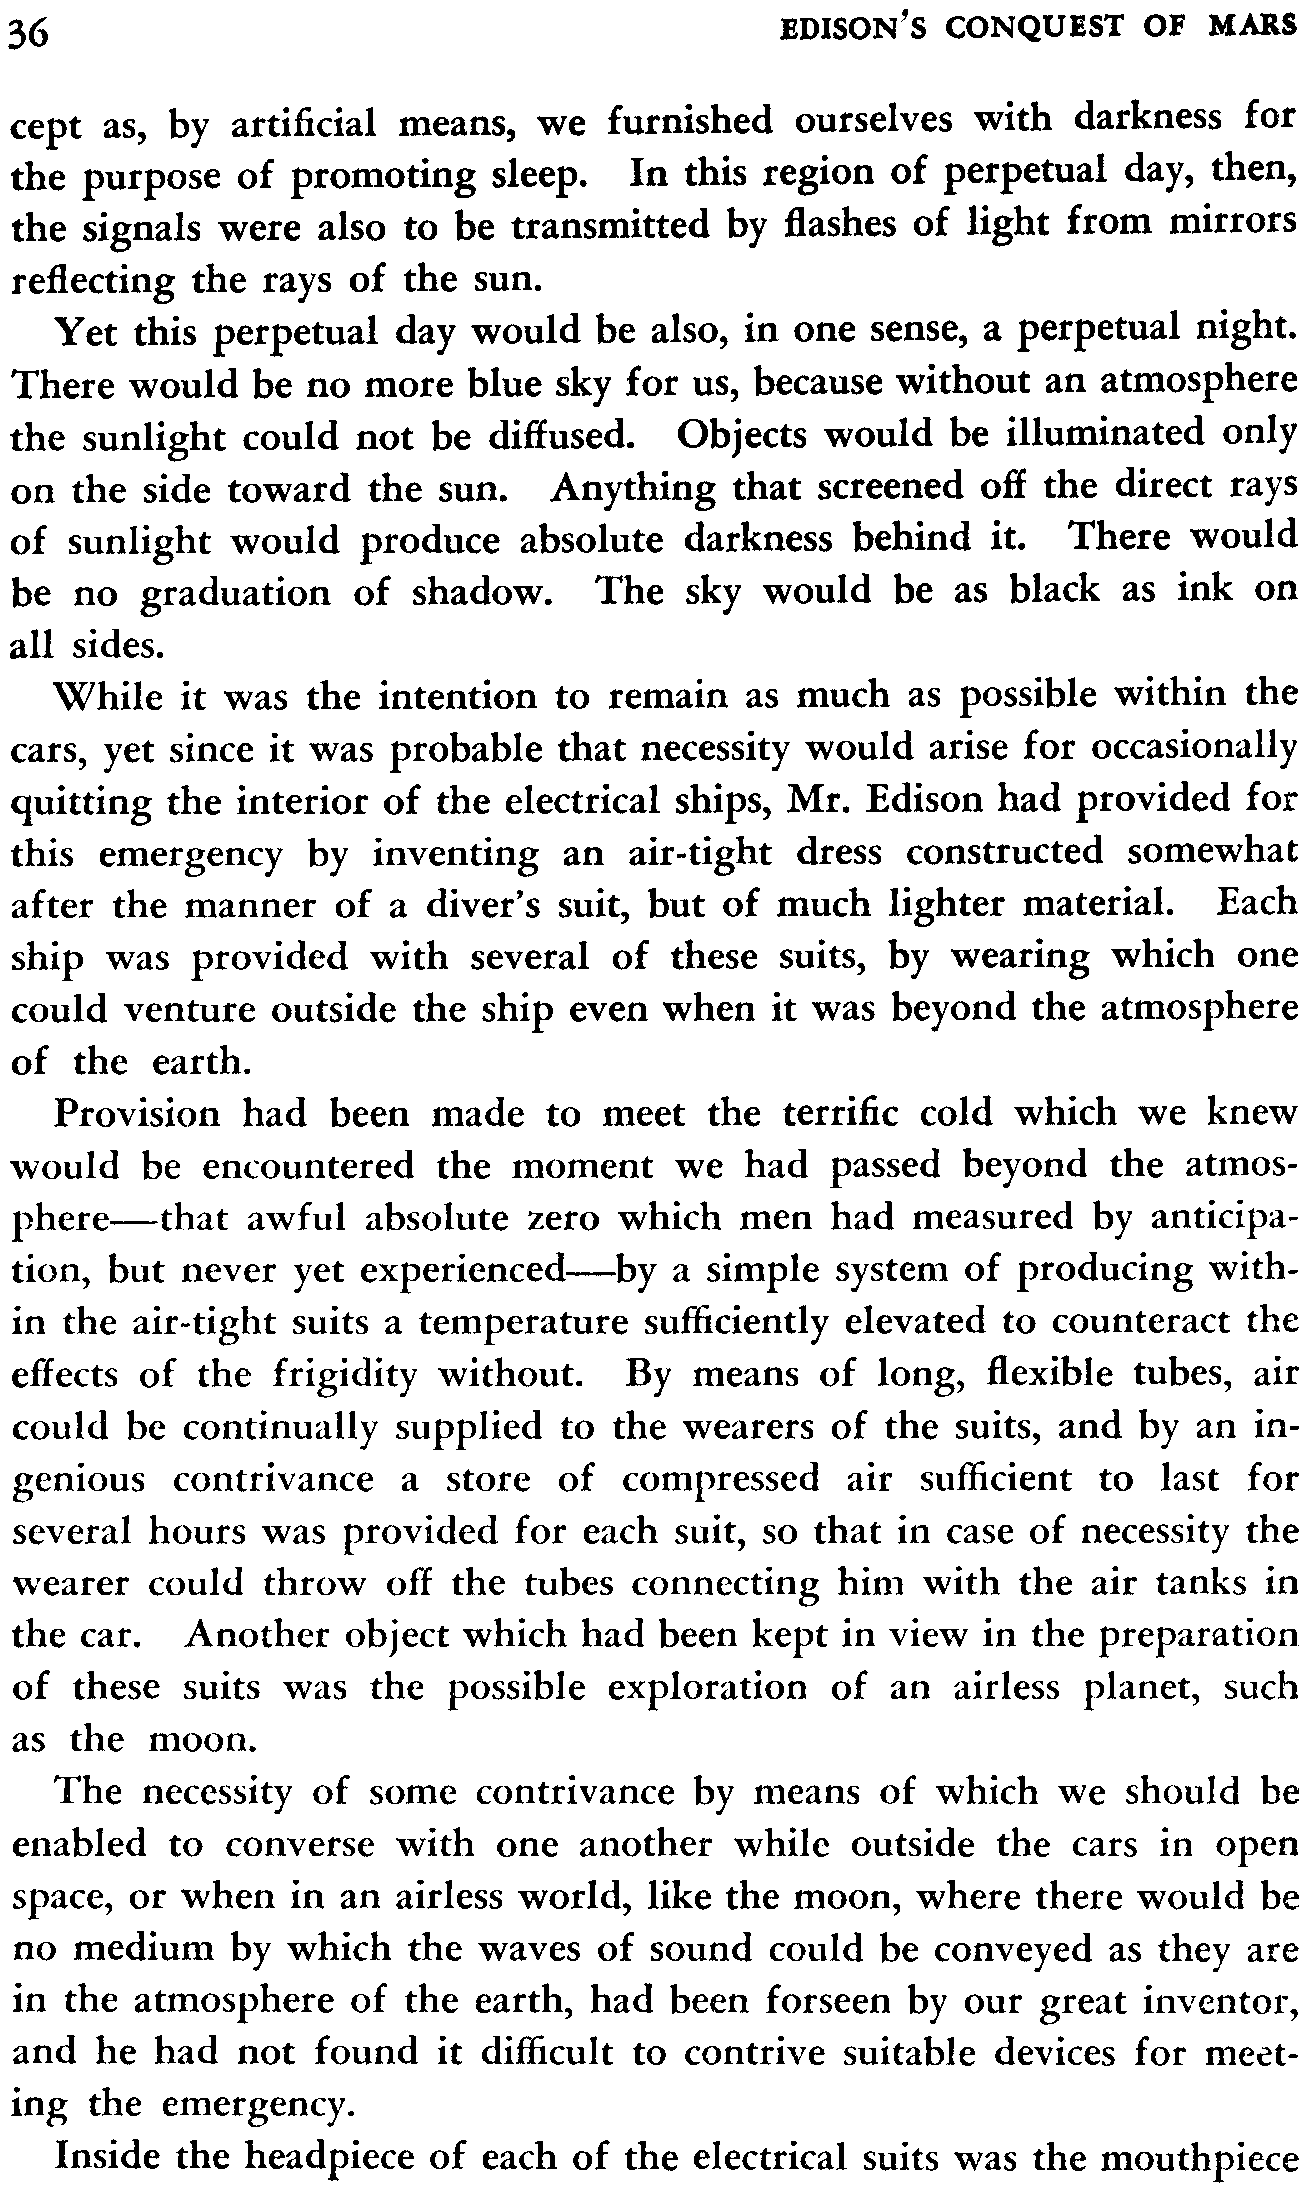 36 EDISON'S CONQUEST OF MARS
cept as, by artificial means, we furnished ourselves with darkness for
the purpose of promoting sleep. In this region of perpetual day, then,
the signals were also to be transmitted by flashes of light from mirrors
reflecting the rays of the sun.
Yet this perpetual day would be also, in one sense, a perpetual night.
There would be no more blue sky for us, because without an atmosphere
the sunlight could not be diffused. Objects would be illuminated only
on the side toward the sun. Anything that screened off the direct rays
of sunlight would produce absolute darkness behind it. There would
be no graduation of shadow. The sky would be as black as ink on
all sides.
While it was the intention to remain as much as possible within the
cars, yet since it was probable that necessity would arise for occasionally
quitting the interior of the electrical ships, Mr. Edison had provided for
this emergency by inventing an air-tight dress constructed somewhat
after the manner of a diver's suit, but of much lighter material. Each
ship was provided with several of these suits, by wearing which one
could venture outside the ship even when it was beyond the atmosphere
of the earth.
Provision had been made to meet the terrific cold which we knew
would be encountered the moment we had passed beyond the atmos-
phere—that awful absolute zero which men had measured by anticipa-
tion, but never yet experienced—by a simple system of producing with-
in the air-tight suits a temperature sufficiently elevated to counteract the
effects of the frigidity without. By means of long, flexible tubes, air
could be continually supplied to the wearers of the suits, and by an in-
genious contrivance a store of compressed air sufficient to last for
several hours was provided for each suit, so that in case of necessity the
wearer could throw off the tubes connecting him with the air tanks in
the car. Another object which had been kept in view in the preparation
of these suits was the possible exploration of an airless planet, such
as the moon.
The necessity of some contrivance by means of which we should be
enabled to converse with one another while outside the cars in open
space, or when in an airless world, like the moon, where there would be
no medium by which the waves of sound could be conveyed as they are
in the atmosphere of the earth, had been forseen by our great inventor,
and he had not found it difficult to contrive suitable devices for meet-
ing the emergency.
Inside the headpiece of each of the electrical suits was the mouthpiece